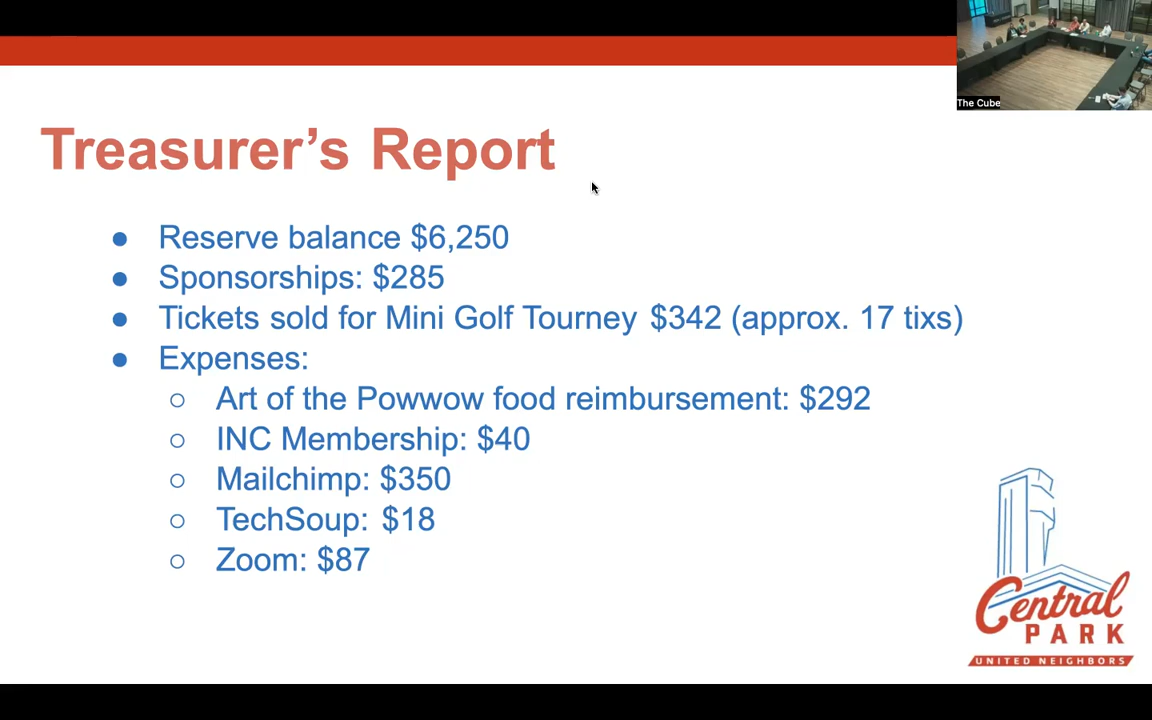 The Cube
Treasurer’s Report
● Reserve balance $6,250
● Sponsorships: $285
● Tickets sold for Mini Golf Tourney $342 (approx. 17 tixs)
● Expenses:
○ Art of the Powwow food reimbursement: $292
○ INC Membership: $40
○ Mailchimp: $350
○ TechSoup: $18
○ Zoom: $87
Central
PARK
UNITED NEIGHBORS